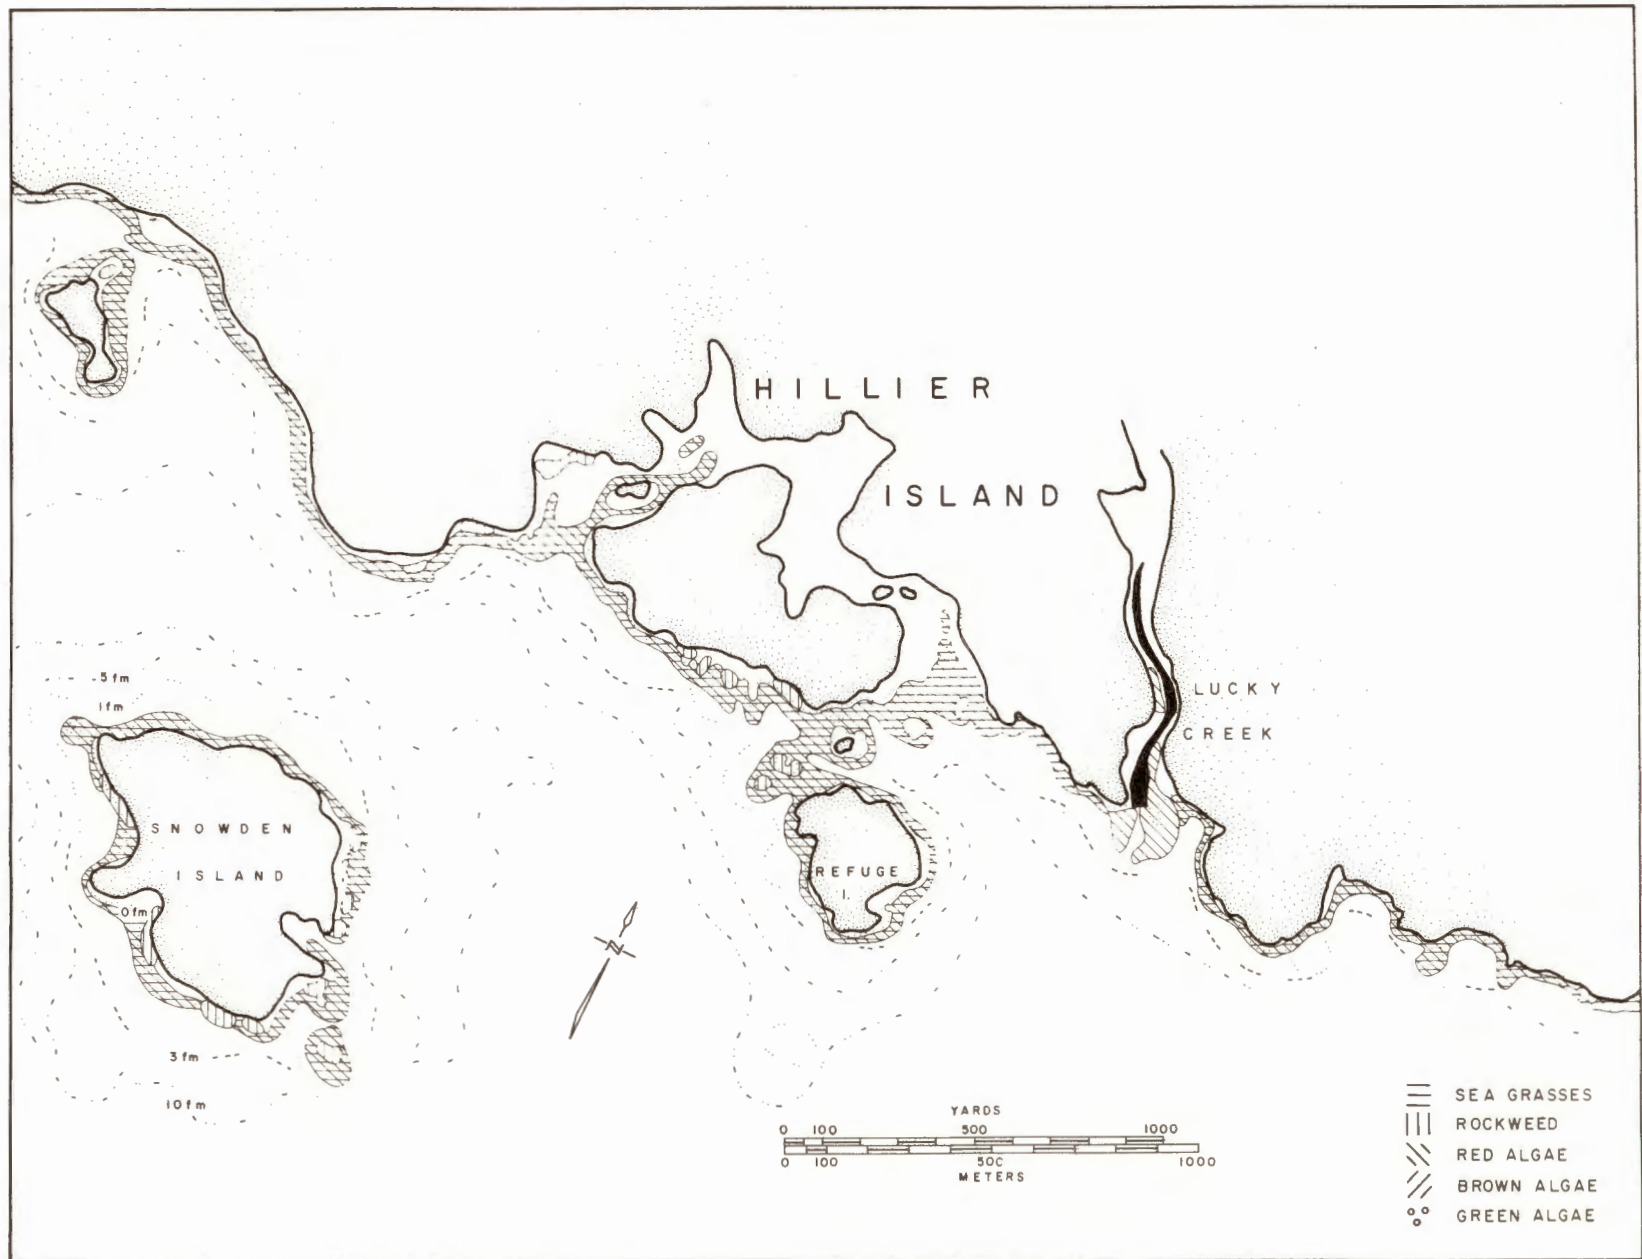 HILLIER
ISLAND
LUCKY
CREEK
5 fm
1 fm
SNOWDEN
ISLAND
0 fm
REFUGE
I.
N
3 fm
10 fm
YARDS
0 100 500 1000
0 100 500 1000
METERS
SEA GRASSES
ROCKWEED
RED ALGAE
BROWN ALGAE
GREEN ALGAE